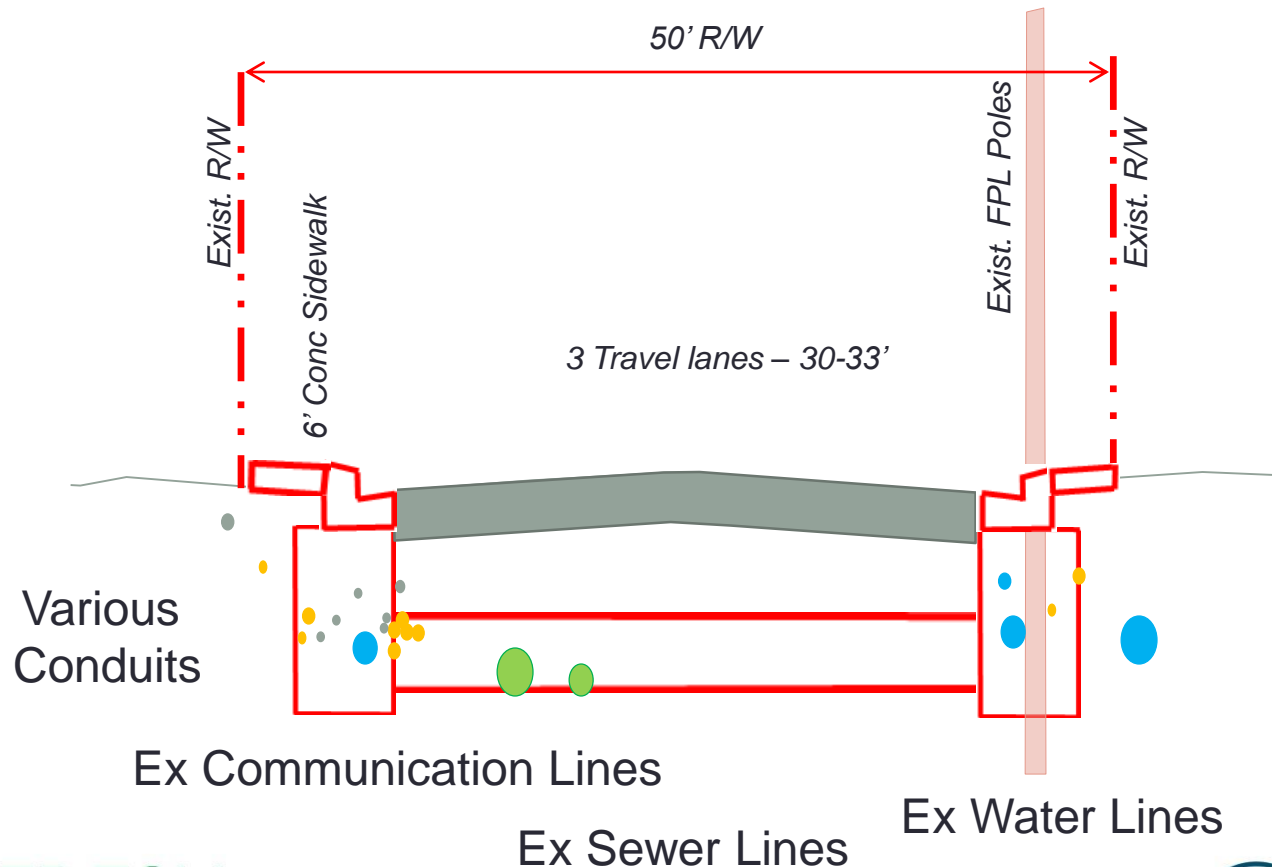 50’ R/W
Exist. R/W
6’ Conc Sidewalk
3 Travel lanes – 30-33’
Exist. FPL Poles
Exist. R/W
Various
Conduits
Ex Communication Lines
Ex Water Lines
Ex Sewer Lines